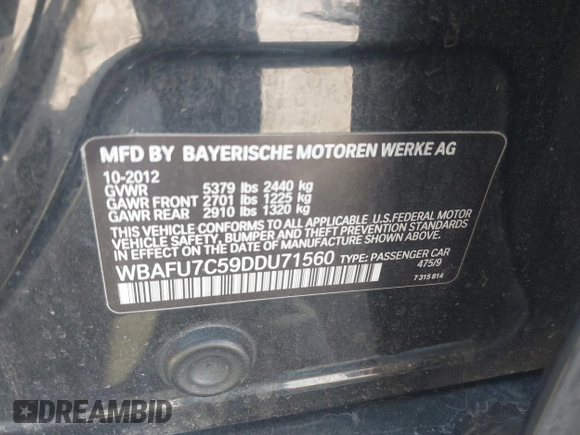 MFD BY BAYERISCHE MOTOREN WERKE AG
10-2012
GVWR 5379 lbs 2440 kg
GAWR FRONT 2701 lbs 1225 kg
GAWR REAR 2910 lbs 1320 kg
THIS VEHICLE CONFORMS TO ALL APPLICABLE U.S.FEDERAL MOTOR
VEHICLE SAFETY, BUMPER, AND THEFT PREVENTION STANDARDS
IN EFFECT ON THE DATE OF MANUFACTURE SHOWN ABOVE.
WBAFU7C59DDU71560 TYPE: PASSENGER CAR
475/9
7 315 814
DREAMBID